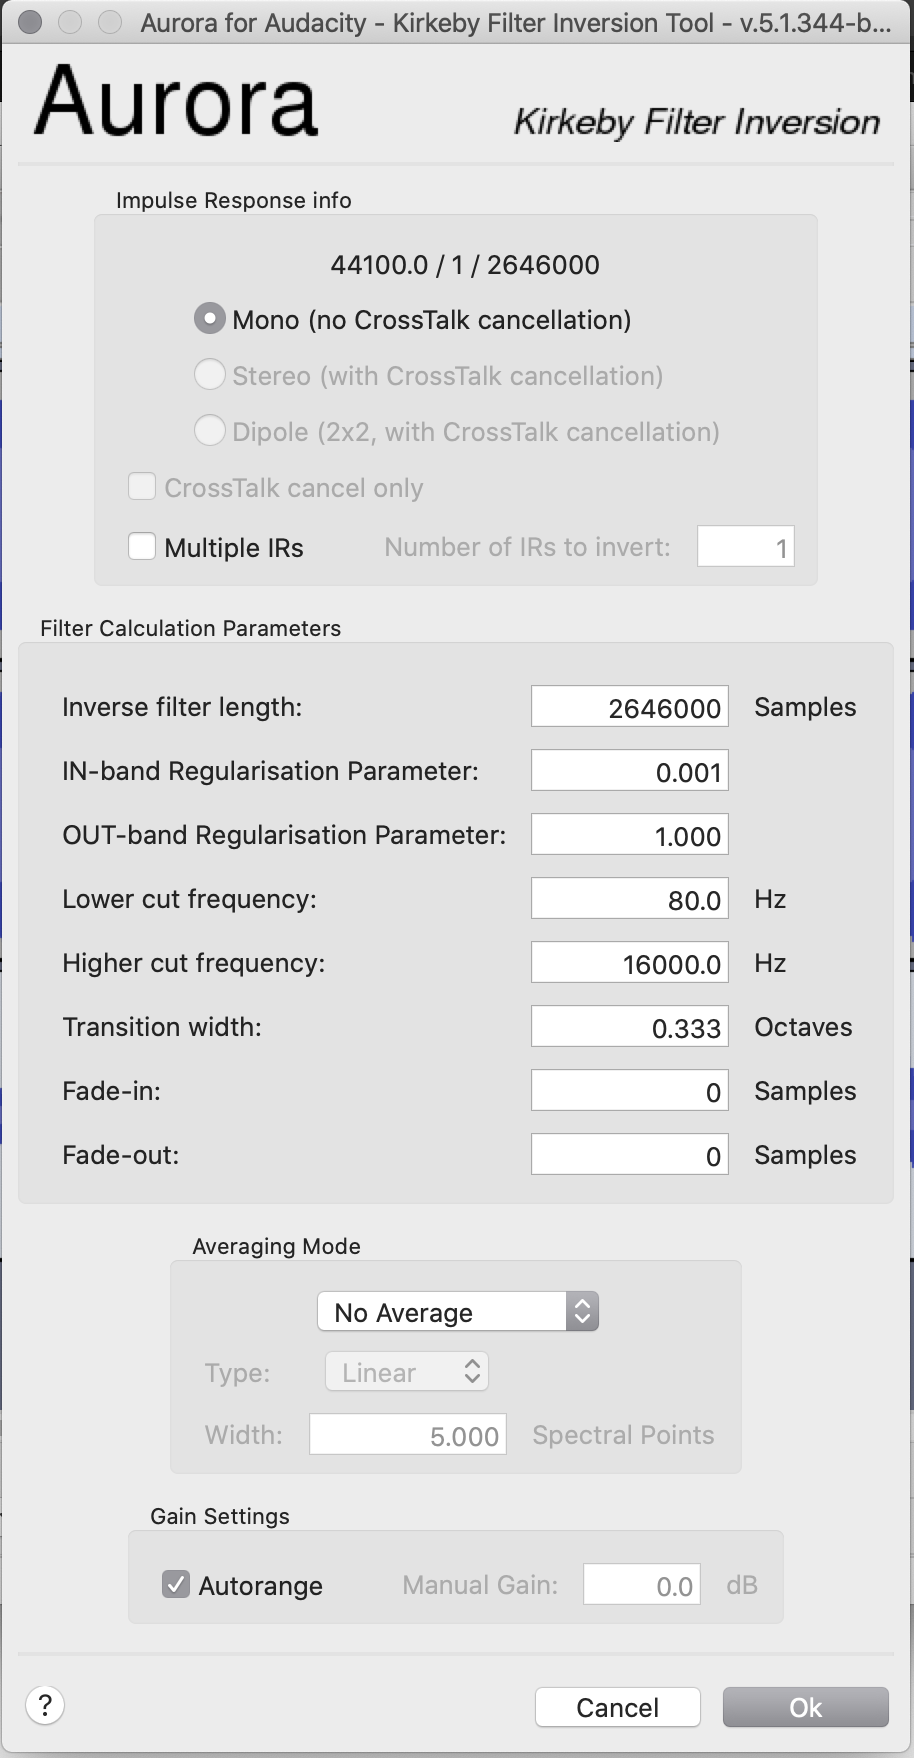 Aurora for Audacity - Kirkeby Filter Inversion Tool - v.5.1.344-b...
Aurora
Kirkeby Filter Inversion
Impulse Response info
44100.0 / 1 / 2646000
Mono (no CrossTalk cancellation)
Stereo (with CrossTalk cancellation)
Dipole (2x2, with CrossTalk cancellation)
CrossTalk cancel only
Multiple IRs Number of IRs to invert: 1
Filter Calculation Parameters
Inverse filter length: 2646000 Samples
IN-band Regularisation Parameter: 0.001
OUT-band Regularisation Parameter: 1.000
Lower cut frequency: 80.0 Hz
Higher cut frequency: 16000.0 Hz
Transition width: 0.333 Octaves
Fade-in: 0 Samples
Fade-out: 0 Samples
Averaging Mode
No Average
Type: Linear
Width: 5.000 Spectral Points
Gain Settings
Autorange Manual Gain: 0.0 dB
? Cancel Ok